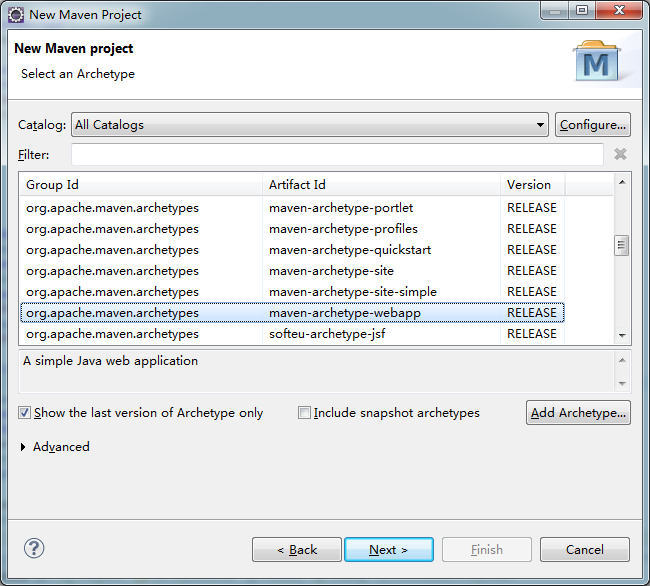 New Maven Project
New Maven project
Select an Archetype
M
Catalog: All Catalogs Configure...
Filter:
Group Id Artifact Id Version
org.apache.maven.archetypes maven-archetype-portlet RELEASE
org.apache.maven.archetypes maven-archetype-profiles RELEASE
org.apache.maven.archetypes maven-archetype-quickstart RELEASE
org.apache.maven.archetypes maven-archetype-site RELEASE
org.apache.maven.archetypes maven-archetype-site-simple RELEASE
org.apache.maven.archetypes maven-archetype-webapp RELEASE
org.apache.maven.archetypes softeu-archetype-jsf RELEASE
A simple Java web application
Show the last version of Archetype only Include snapshot archetypes Add Archetype...
Advanced
? < Back Next > Finish Cancel